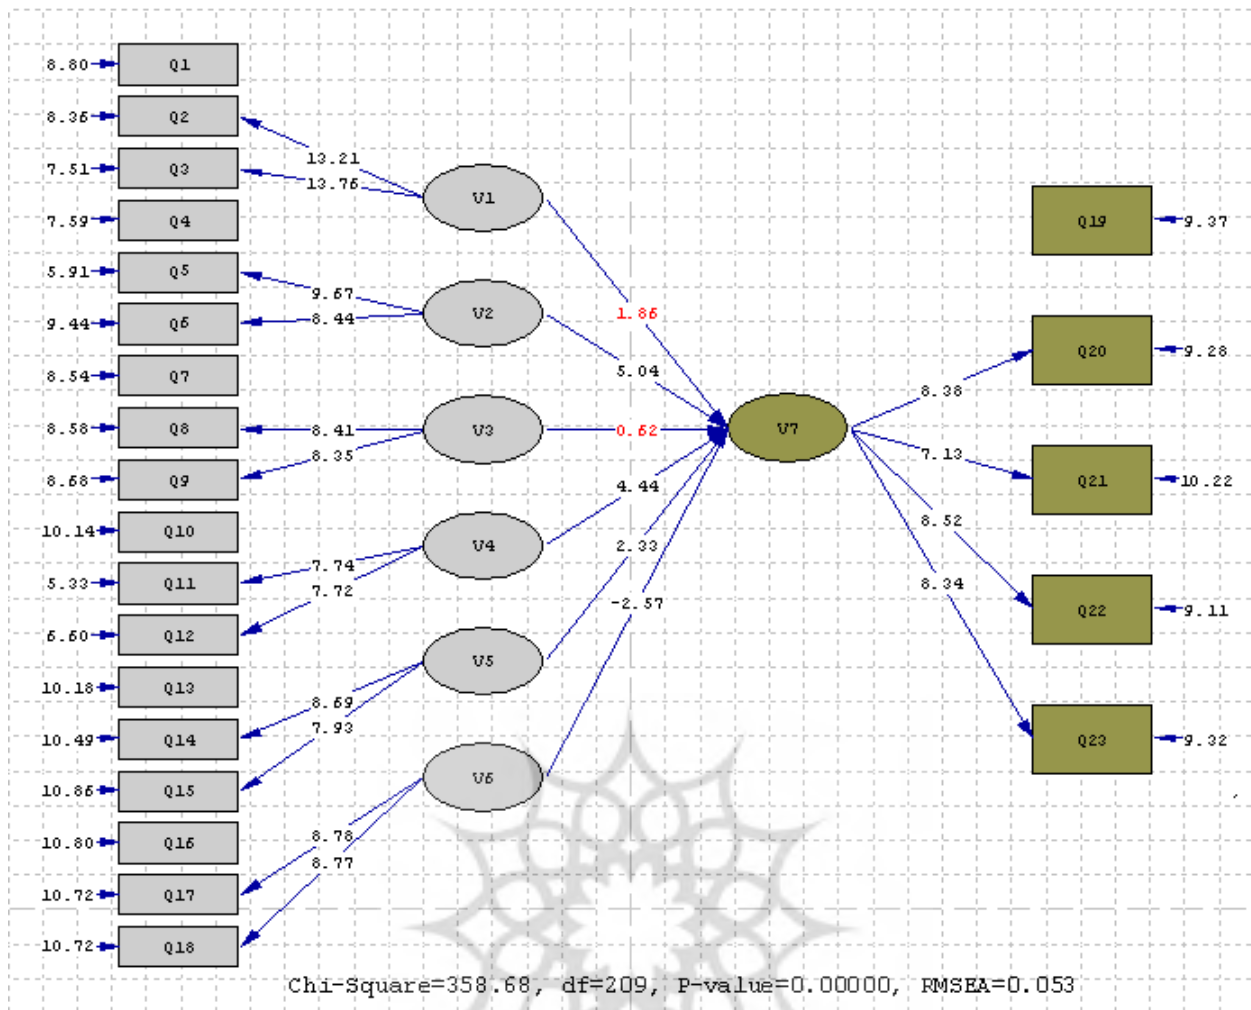 8.80 Q1
8.36 Q2
13.21
7.51 Q3
13.76
V1
7.59 Q4
Q19 9.37
5.91 Q5
9.67
V2
1.86
9.44 Q6
8.44
Q20 9.28
8.54 Q7
5.04
8.38
8.58 Q8
8.41
V3
0.62
V7
8.35
7.13
8.68 Q9
Q21 10.22
4.44
10.14 Q10
8.52
V4
2.33
7.74
5.33 Q11
8.34
7.72
-2.57
Q22 9.11
6.60 Q12
V5
10.18 Q13
8.69
7.93
10.49 Q14
Q23 9.32
V6
10.86 Q15
10.80 Q16
8.78
8.77
10.72 Q17
10.72 Q18
Chi-Square=358.68, df=209, P-value=0.00000, RMSEA=0.053